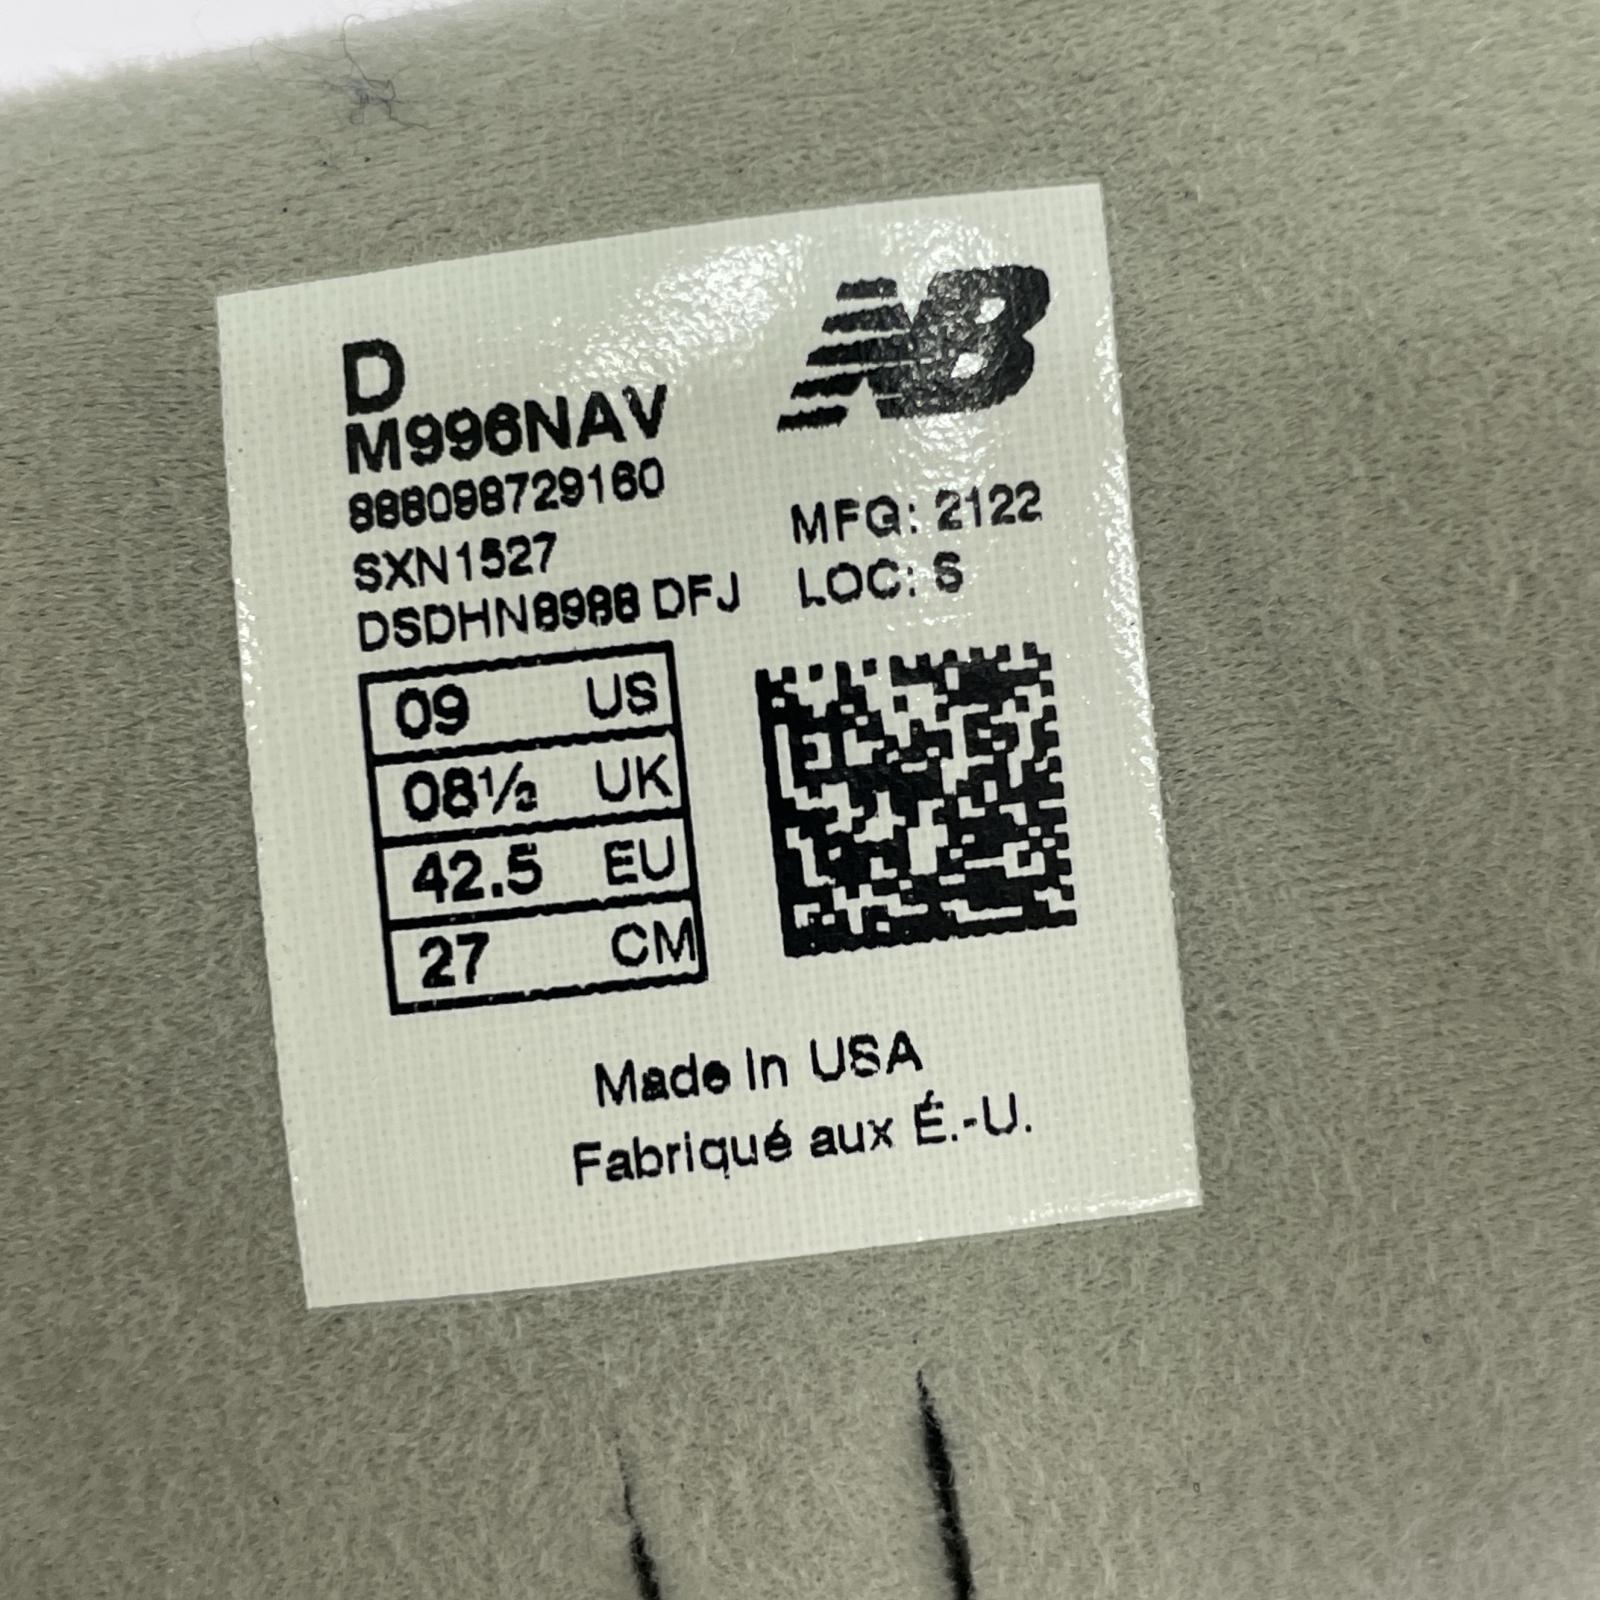 D
M996NAV
888098729160
SXN1527
DSDHN8988 DFJ
NB
MFG: 2122
LOC: S
09 US
08½ UK
42.5 EU
27 CM
Made In USA
Fabriqué aux É.-U.